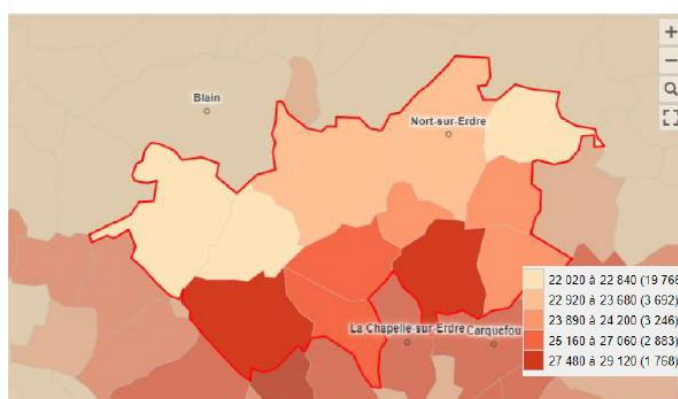 Blain
Nort-sur-Erdre
La Chapelle-sur-Erdre
Carquefou
22 020 à 22 840 (19 766
22 920 à 23 680 (3 692)
23 890 à 24 200 (3 246)
25 160 à 27 060 (2 883)
27 480 à 29 120 (1 768)